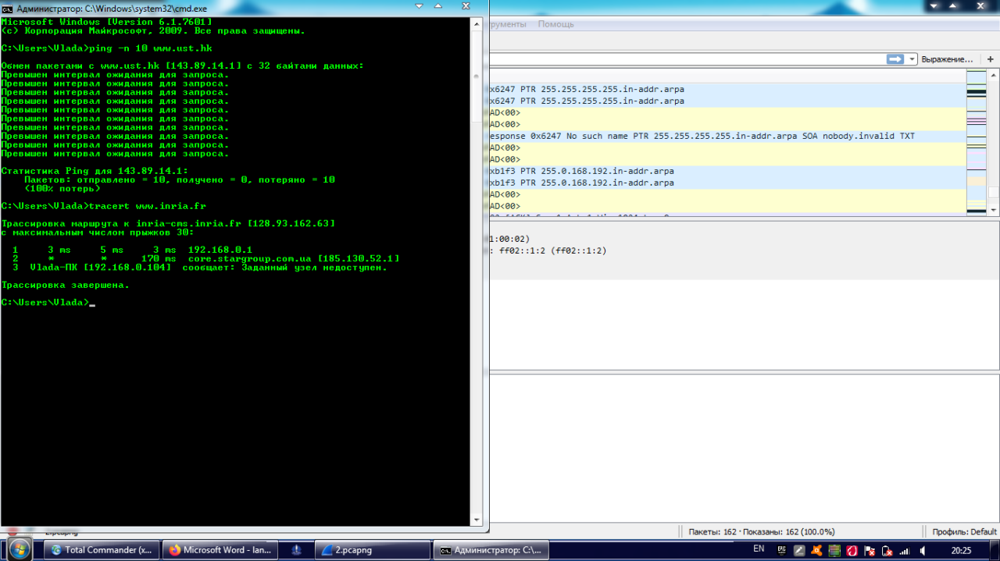 Администратор: C:\Windows\system32\cmd.exe
Microsoft Windows [Version 6.1.7601]
(c) Корпорация Майкрософт, 2009. Все права защищены.
C:\Users\Vlada>ping -n 10 www.ust.hk
Обмен пакетами с www.ust.hk [143.89.14.1] с 32 байтами данных:
Превышен интервал ожидания для запроса.
Превышен интервал ожидания для запроса.
Превышен интервал ожидания для запроса.
Превышен интервал ожидания для запроса.
Превышен интервал ожидания для запроса.
Превышен интервал ожидания для запроса.
Превышен интервал ожидания для запроса.
Превышен интервал ожидания для запроса.
Превышен интервал ожидания для запроса.
Превышен интервал ожидания для запроса.
Статистика Ping для 143.89.14.1:
Пакетов: отправлено = 10, получено = 0, потеряно = 10
(100% потерь)
C:\Users\Vlada>tracert www.inria.fr
Трассировка маршрута к inria-cms.inria.fr [128.93.162.63]
с максимальным числом прыжков 30:
1 3 ms 5 ms 3 ms 192.168.0.1
2 * * 170 ms core.stargroup.com.ua [185.130.52.1]
3 Vlada-ПК [192.168.0.104] сообщает: Заданный узел недоступен.
Трассировка завершена.
C:\Users\Vlada>_
рументы Помощь
Выражение... +
x6247 PTR 255.255.255.255.in-addr.arpa
x6247 PTR 255.255.255.255.in-addr.arpa
AD<00>
AD<00>
esponse 0x6247 No such name PTR 255.255.255.255.in-addr.arpa SOA nobody.invalid TXT
AD<00>
AD<00>
xb1f3 PTR 255.0.168.192.in-addr.arpa
xb1f3 PTR 255.0.168.192.in-addr.arpa
AD<00>
AD<00>
1:00:02)
: ff02::1:2 (ff02::1:2)
Пакеты: 162 · Показаны: 162 (100.0%)
Профиль: Default
Total Commander (x...
Microsoft Word - lan...
2.pcapng
Администратор: C:\...
EN
20:25